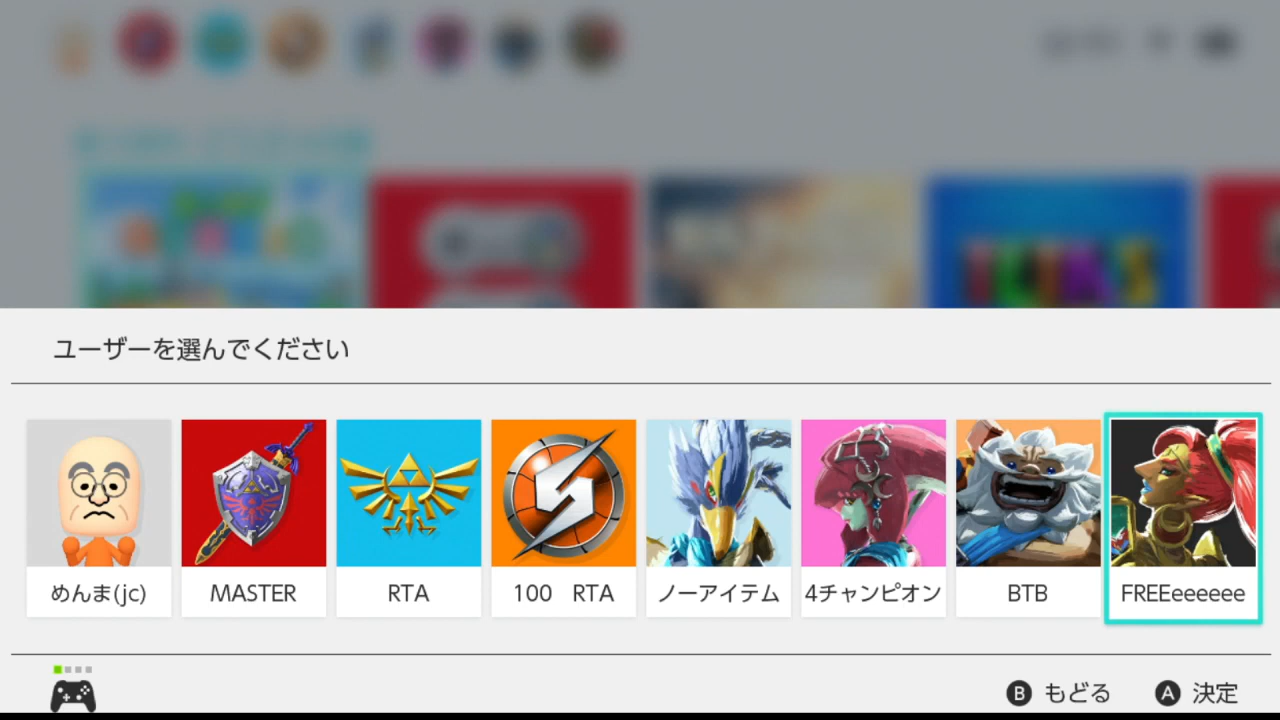 ユーザーを選んでください
めんま(jc)
MASTER
RTA
100 RTA
ノーアイテム
4チャンピオン
BTB
FREEeeeeee
B もどる
A 決定